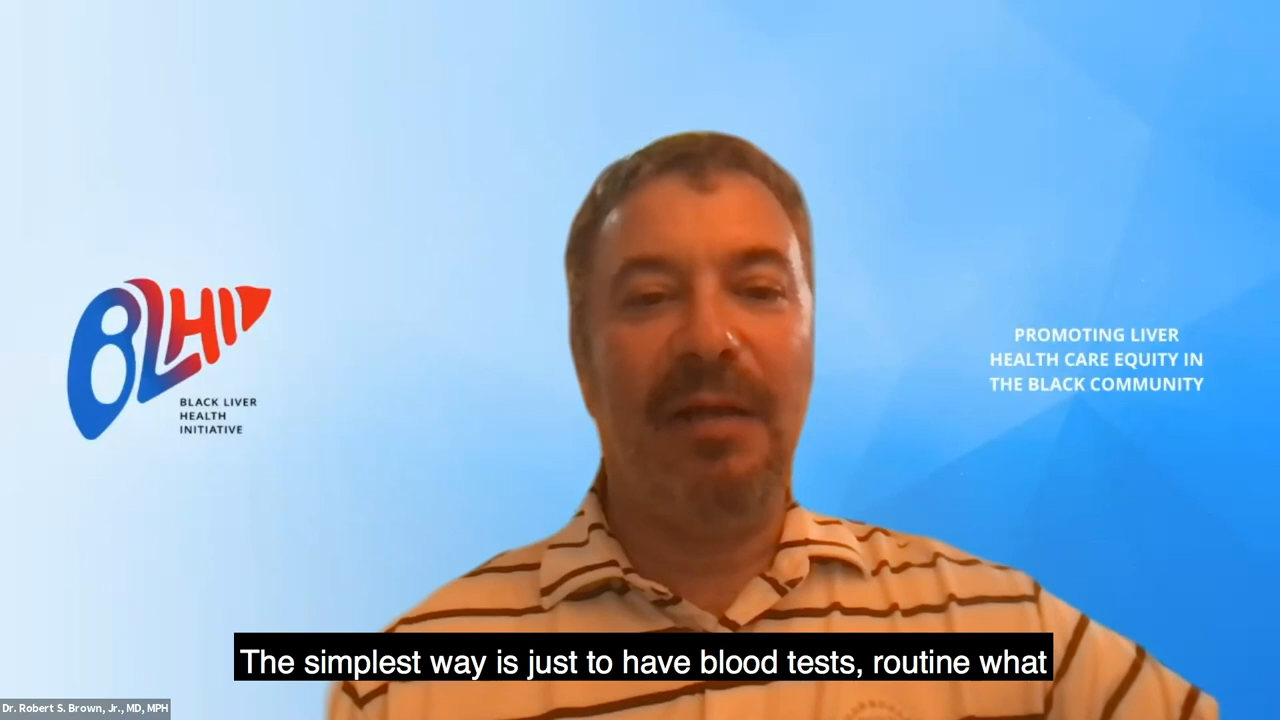 BLHI
BLACK LIVER
HEALTH
INITIATIVE
PROMOTING LIVER
HEALTH CARE EQUITY IN
THE BLACK COMMUNITY
The simplest way is just to have blood tests, routine what
Dr. Robert S. Brown, Jr., MD, MPH